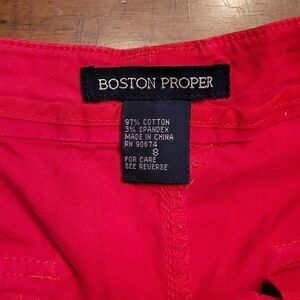 BOSTON PROPER
97% COTTON
3% SPANDEX
MADE IN CHINA
RN 90674
8
FOR CARE
SEE REVERSE